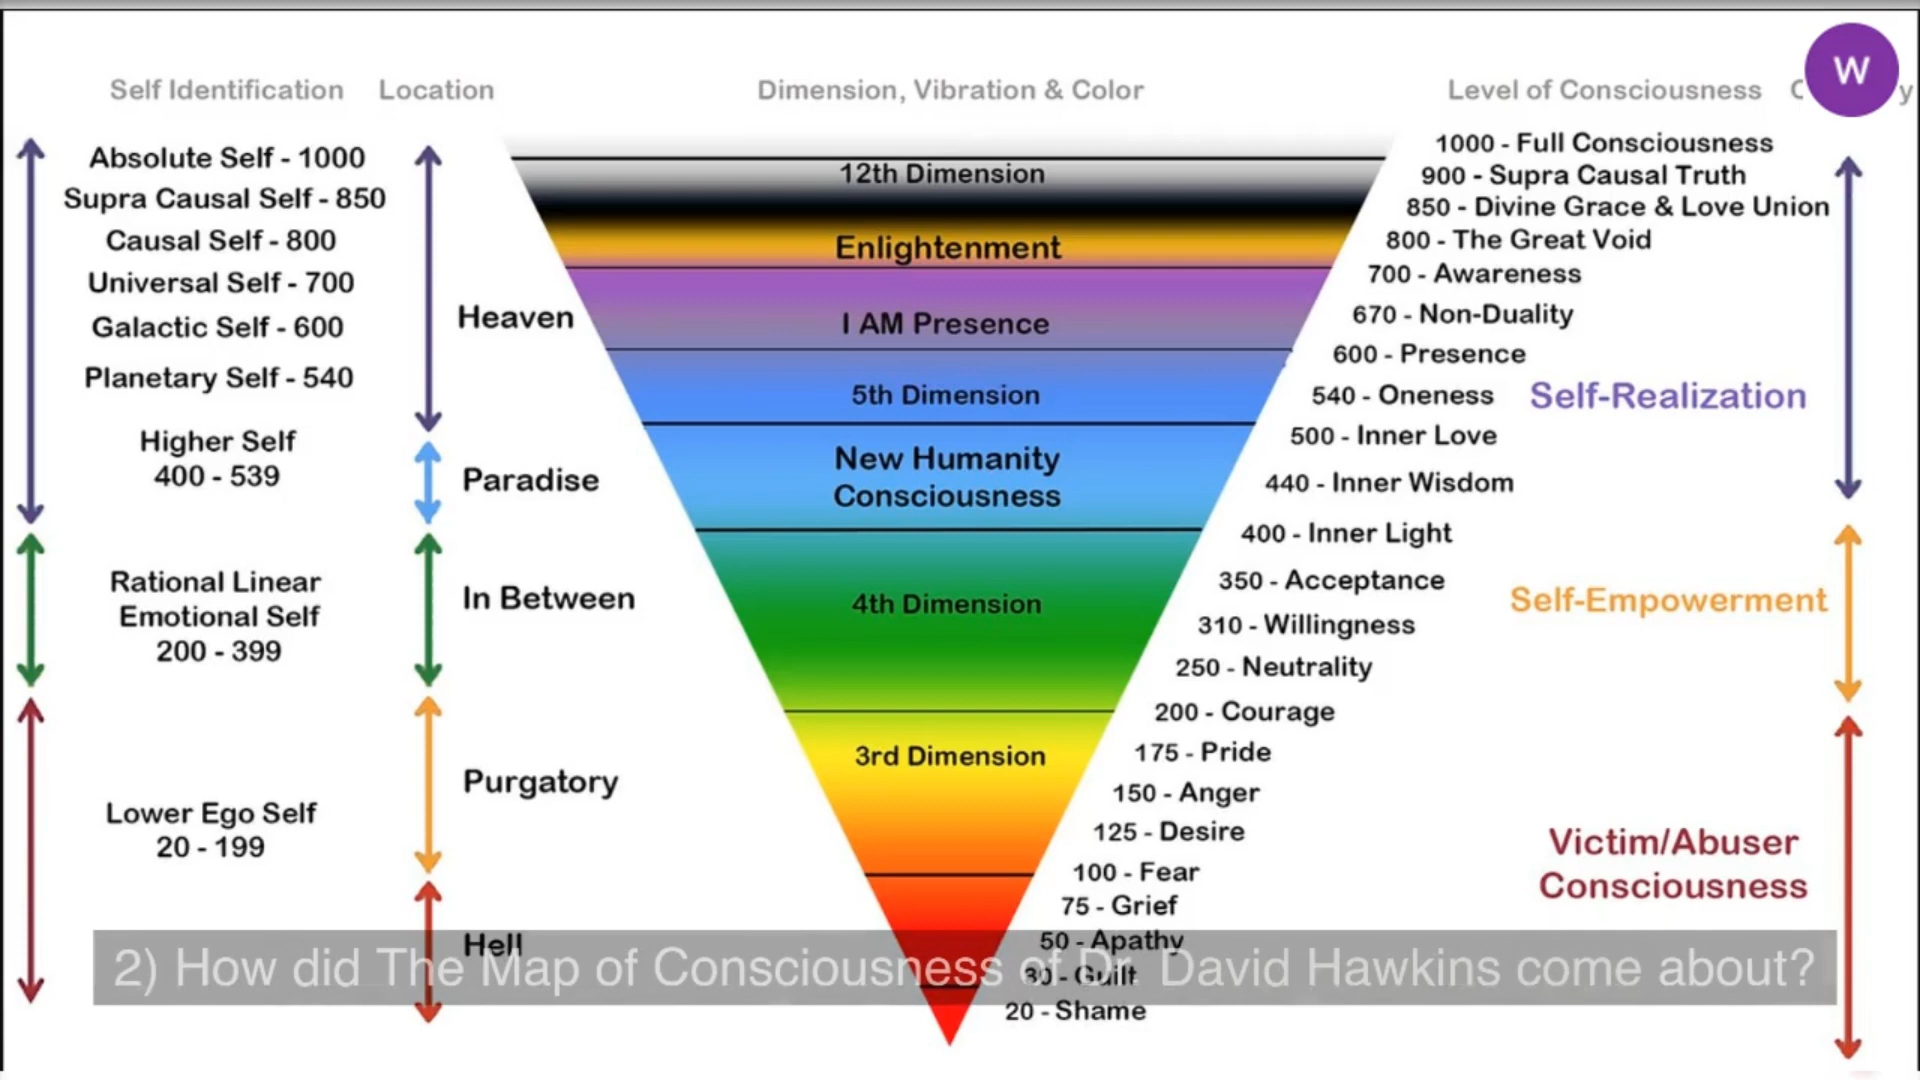 Self Identification
Location
Dimension, Vibration & Color
Level of Consciousness
W
Absolute Self - 1000
Supra Causal Self - 850
Causal Self - 800
Universal Self - 700
Galactic Self - 600
Planetary Self - 540
Higher Self
400 - 539
Rational Linear
Emotional Self
200 - 399
Lower Ego Self
20 - 199
Heaven
Paradise
In Between
Purgatory
Hell
12th Dimension
Enlightenment
I AM Presence
5th Dimension
New Humanity
Consciousness
4th Dimension
3rd Dimension
1000 - Full Consciousness
900 - Supra Causal Truth
850 - Divine Grace & Love Union
800 - The Great Void
700 - Awareness
670 - Non-Duality
600 - Presence
540 - Oneness
500 - Inner Love
440 - Inner Wisdom
400 - Inner Light
350 - Acceptance
310 - Willingness
250 - Neutrality
200 - Courage
175 - Pride
150 - Anger
125 - Desire
100 - Fear
75 - Grief
50 - Apathy
30 - Guilt
20 - Shame
Self-Realization
Self-Empowerment
Victim/Abuser
Consciousness
2) How did The Map of Consciousness of Dr. David Hawkins come about?